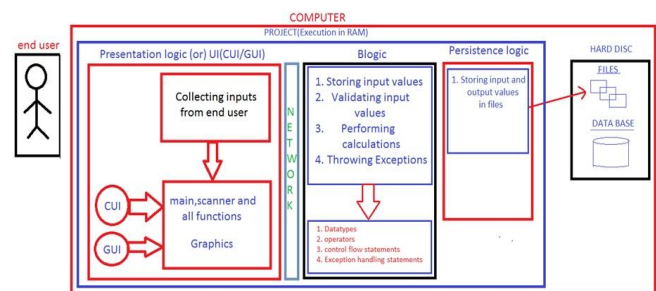 COMPUTER
PROJECT(Execution in RAM)
end user
Presentation logic (or) UI(CUI/GUI)
Collecting inputs
from end user
CUI
GUI
main,scanner and
all functions
Graphics
NETWORK
Blogic
1. Storing input values
2. Validating input
values
3. Performing
calculations
4. Throwing Exceptions
1. Datatypes
2. operators
3. control flow statements
4. Exception handling statements
Persistence logic
1. Storing input and
output values
in files
HARD DISC
FILES
DATA BASE